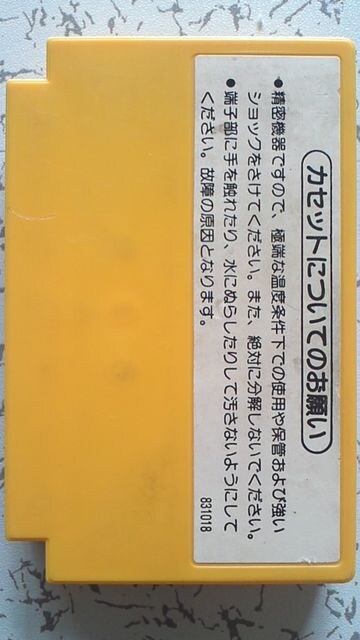 カセットについてのお願い
●精密機器ですので、極端な温度条件下での使用や保管および強い
ショックをさけてください。また、絶対に分解しないでください。
●端子部に手を触れたり、水にぬらしたりして汚さないようにして
ください。故障の原因となります。
831018